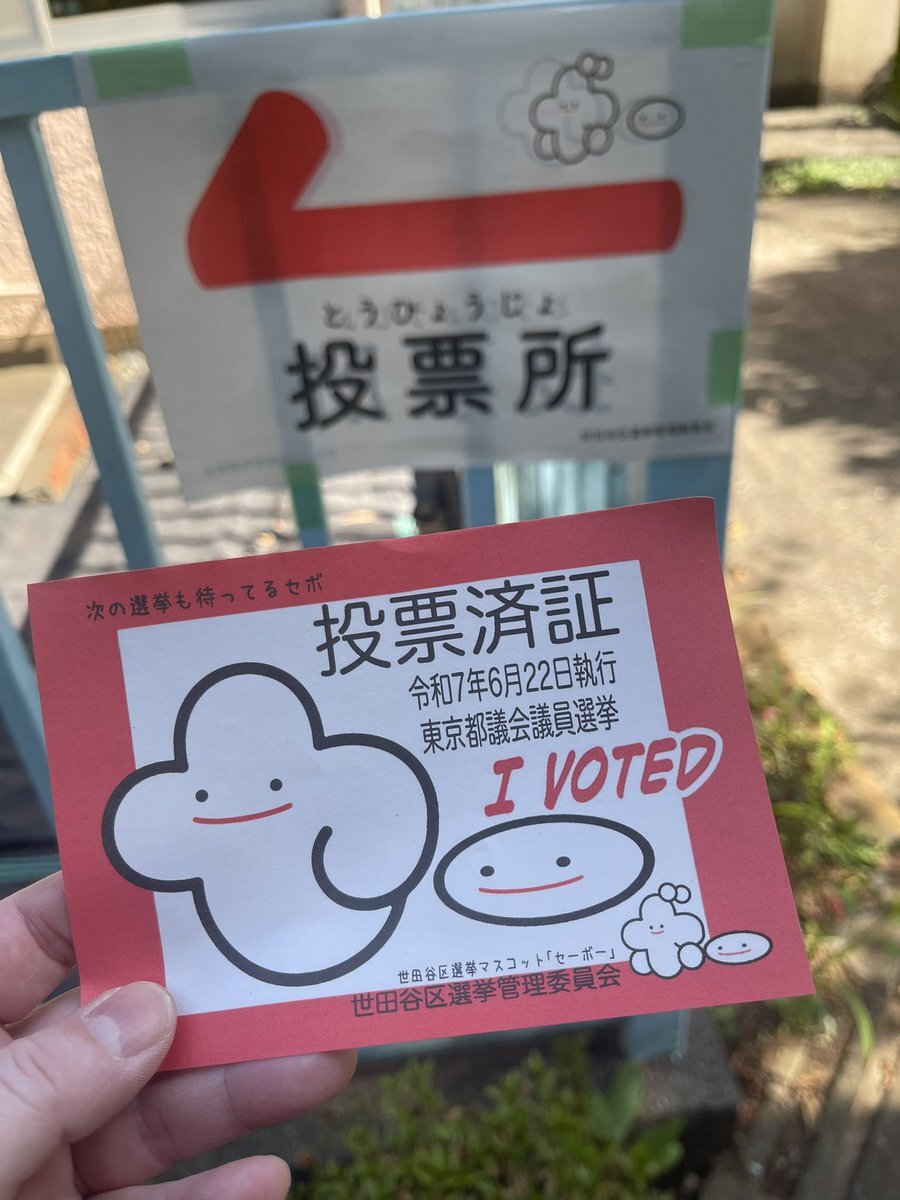 とうひょうじょ
投票所
次の選挙も待ってるセボ
投票済証
令和7年6月22日執行
東京都議会議員選挙
I VOTED
世田谷区選挙マスコット「セーボー」
世田谷区選挙管理委員会